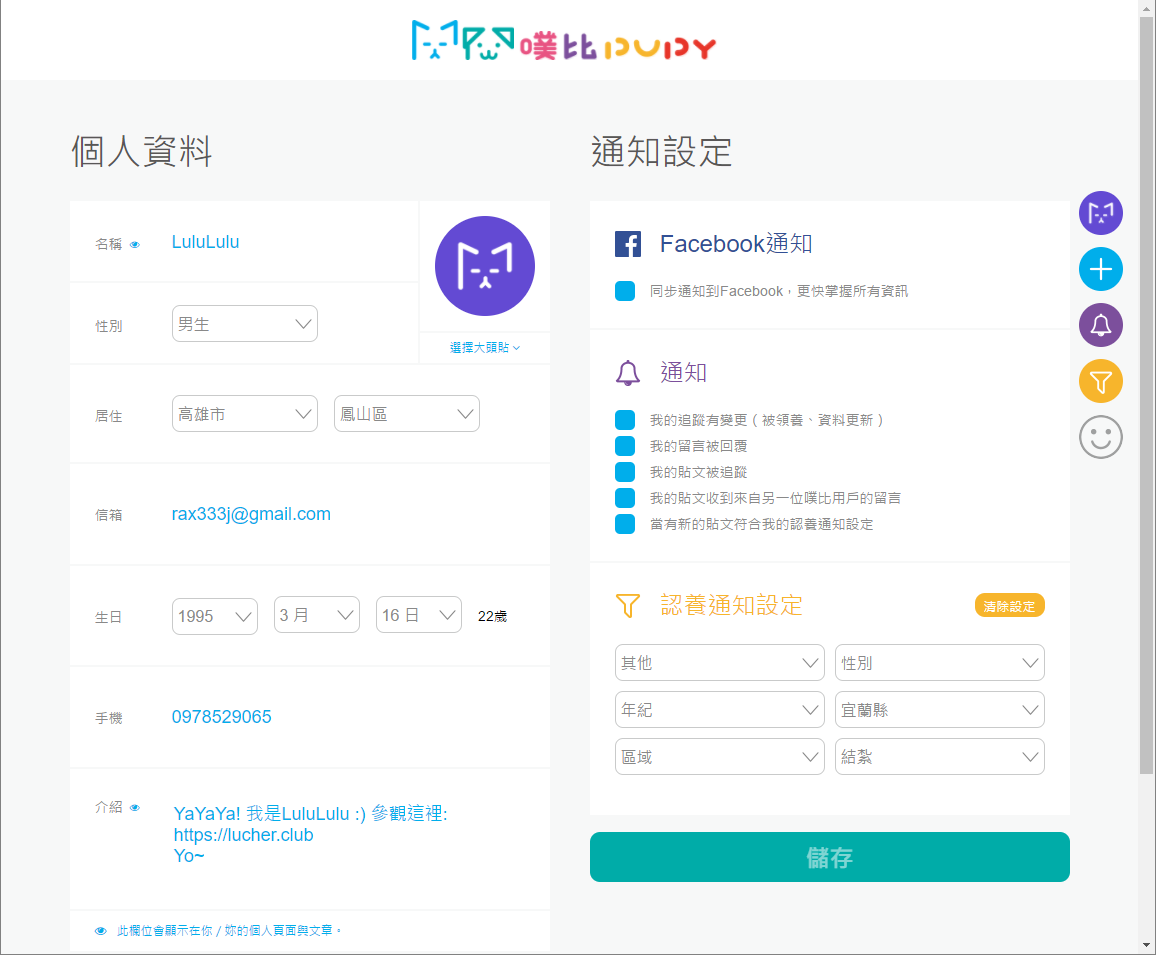 噗比 PUPY
個人資料
名稱
LuluLulu
選擇大頭貼
性別
男生
居住
高雄市
鳳山區
信箱
rax333j@gmail.com
生日
1995
3 月
16 日
22歲
手機
0978529065
介紹
YaYaYa! 我是LuluLulu :) 參觀這裡:
https://lucher.club
Yo~
此欄位會顯示在你 / 妳的個人頁面與文章。
通知設定
Facebook通知
同步通知到Facebook，更快掌握所有資訊
通知
我的追蹤有變更 ( 被領養、資料更新 )
我的留言被回覆
我的貼文被追蹤
我的貼文收到來自另一位噗比用戶的留言
當有新的貼文符合我的認養通知設定
認養通知設定
清除設定
其他
性別
年紀
宜蘭縣
區域
結紮
儲存